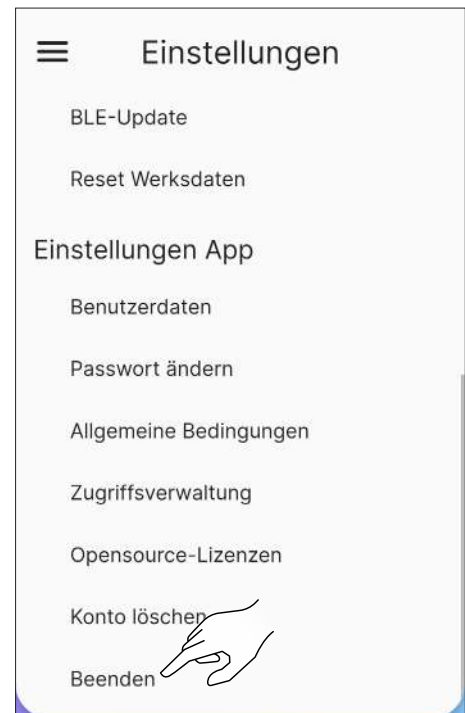 Einstellungen
BLE-Update
Reset Werksdaten
Einstellungen App
Benutzerdaten
Passwort ändern
Allgemeine Bedingungen
Zugriffsverwaltung
Opensource-Lizenzen
Konto löschen
Beenden